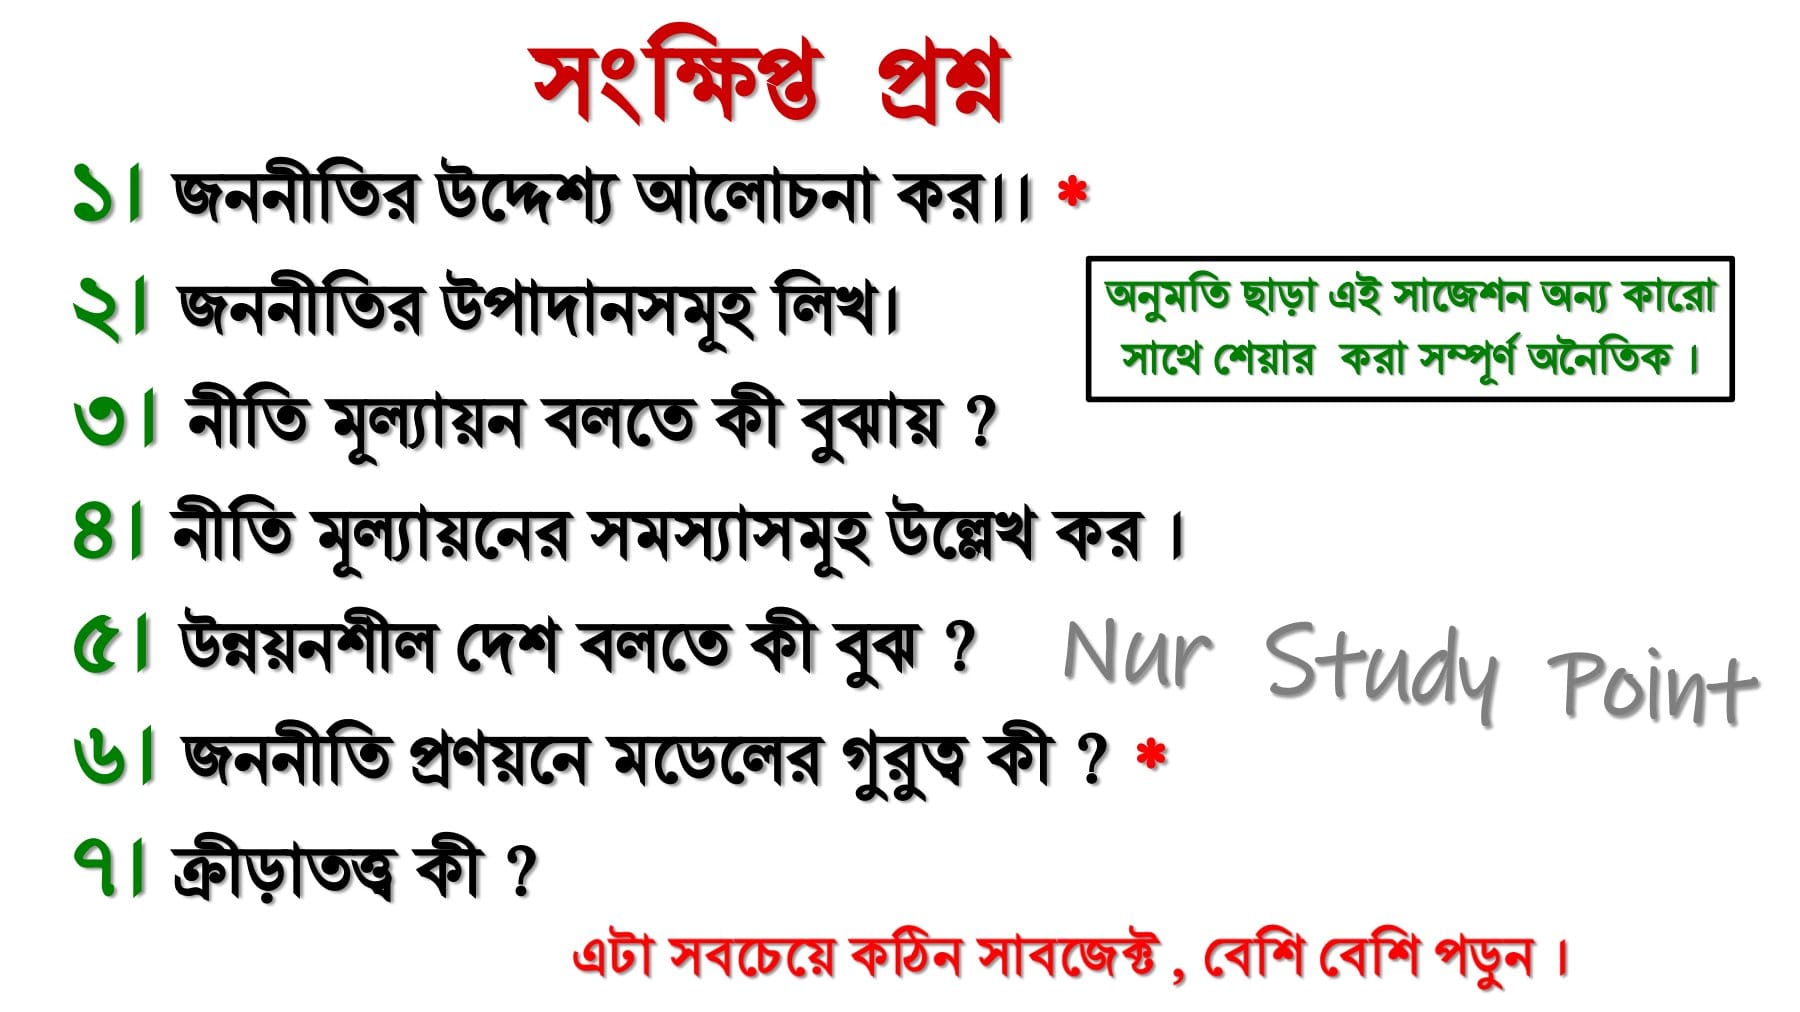 সংক্ষিপ্ত প্রশ্ন
১। জননীতির উদ্দেশ্য আলোচনা কর।। *
২। জননীতির উপাদানসমূহ লিখ।
অনুমতি ছাড়া এই সাজেশন অন্য কারো
সাথে শেয়ার করা সম্পূর্ণ অনৈতিক ।
৩। নীতি মূল্যায়ন বলতে কী বুঝায় ?
৪। নীতি মূল্যায়নের সমস্যাসমূহ উল্লেখ কর ।
৫। উন্নয়নশীল দেশ বলতে কী বুঝ ?
Nur Study Point
৬। জননীতি প্রণয়নে মডেলের গুরুত্ব কী ? *
৭। ক্রীড়াতত্ত্ব কী ?
এটা সবচেয়ে কঠিন সাবজেক্ট , বেশি বেশি পড়ুন ।